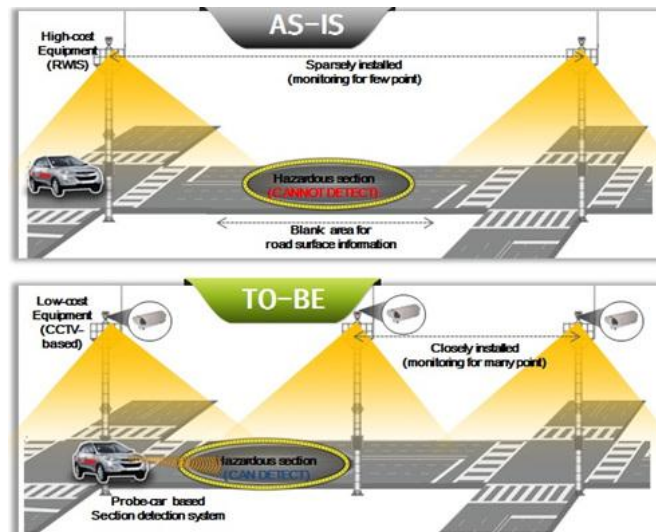 AS-IS
High-cost
Equipment
(RWIS)
Sparsely installed
(monitoring for few point)
Hazardous section
(CANNOT DETECT)
Blank area for
road surface information
TO-BE
Low-cost
Equipment
(CCTV-
based)
Closely installed
(monitoring for many point)
Hazardous section
(CAN DETECT)
Probe-car based
Section detection system